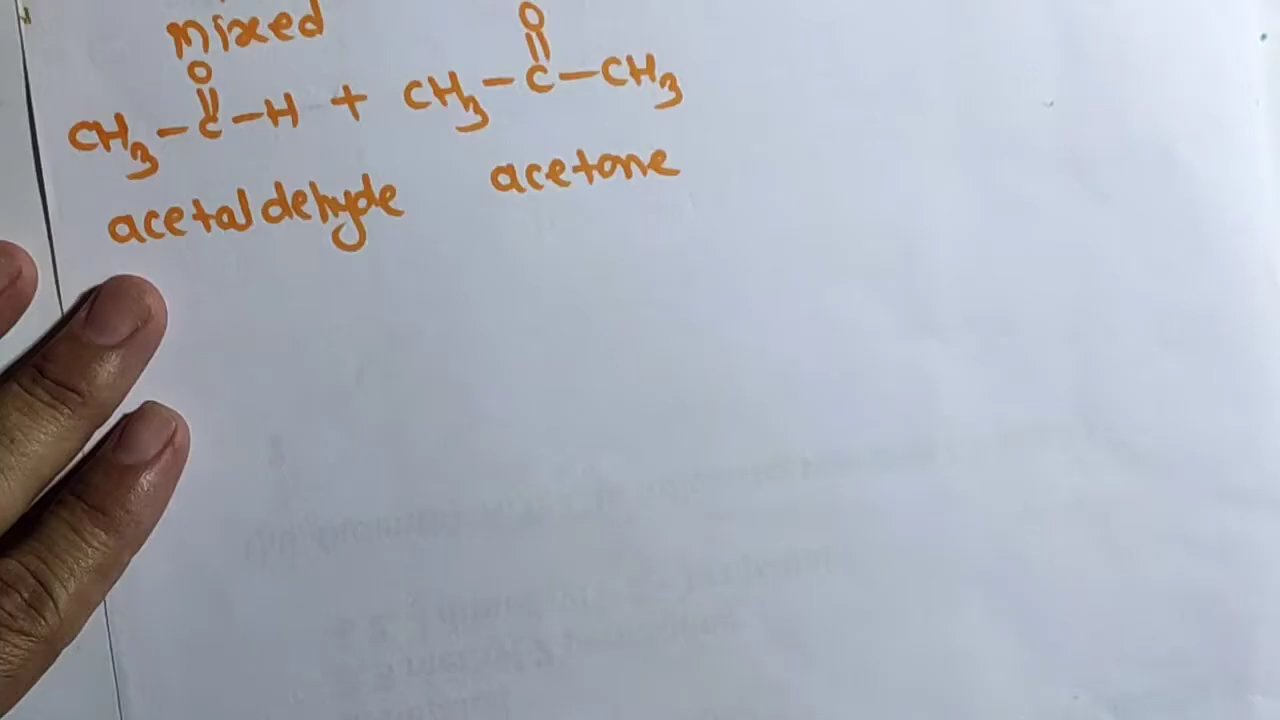 mixed
O O
|| ||
CH3-C-H + CH3-C-CH3
acetaldehyde acetone